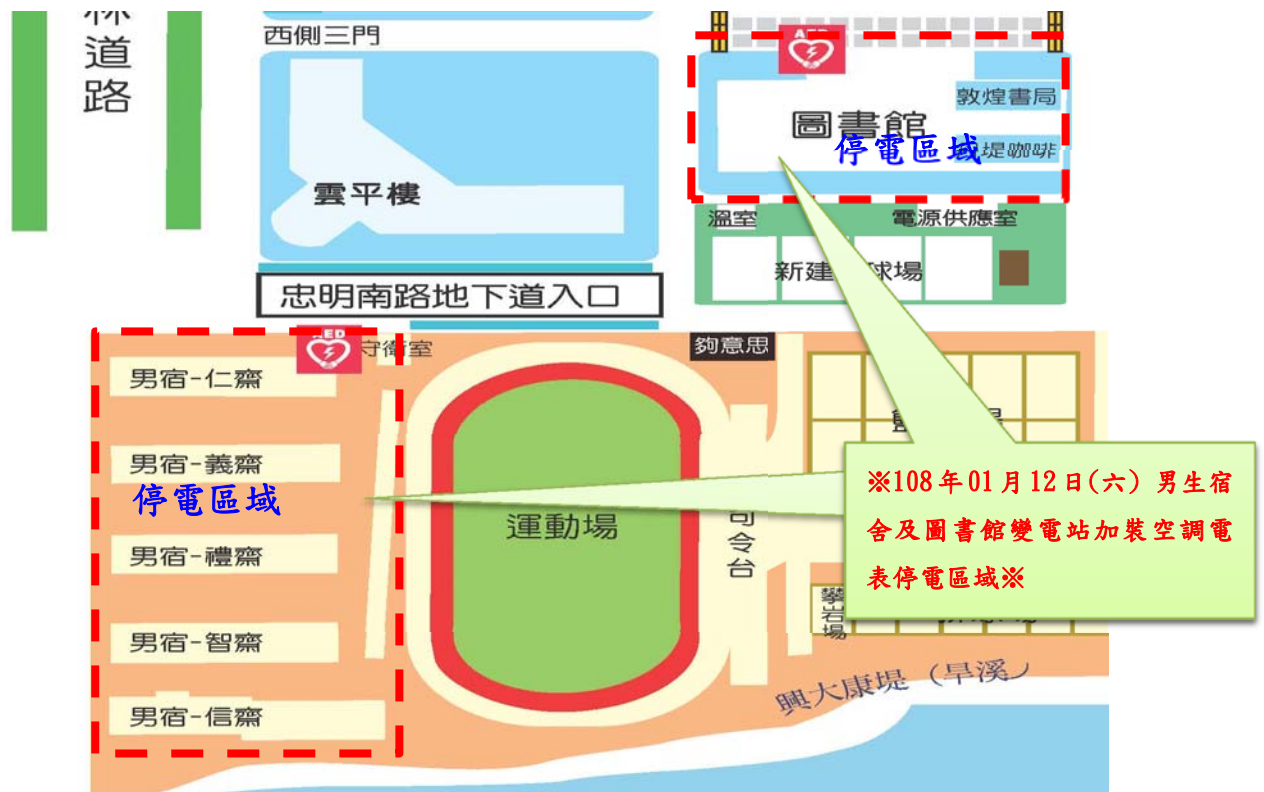 道路
西側三門
AED
敦煌書局
圖書館
停電區域
堤咖啡
雲平樓
溫室
電源供應室
新建
球場
忠明南路地下道入口
AED
守衛室
夠意思
男宿-仁齋
男宿-義齋
停電區域
男宿-禮齋
男宿-智齋
男宿-信齋
運動場
司令台
※108年01月12日(六) 男生宿
舍及圖書館變電站加裝空調電
表停電區域※
攀岩場
興大康堤（旱溪）